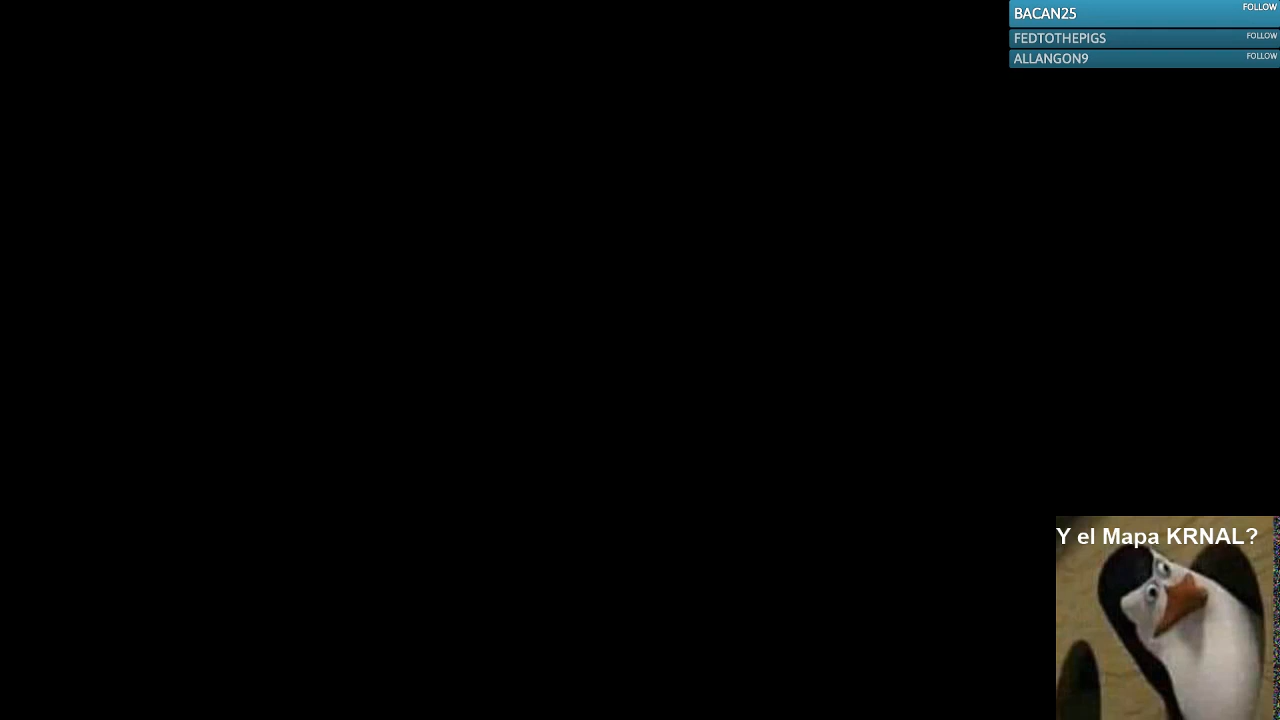 BACAN25 FOLLOW
FEDTOTHEPIGS FOLLOW
ALLANGON9 FOLLOW
Y el Mapa KRNAL?